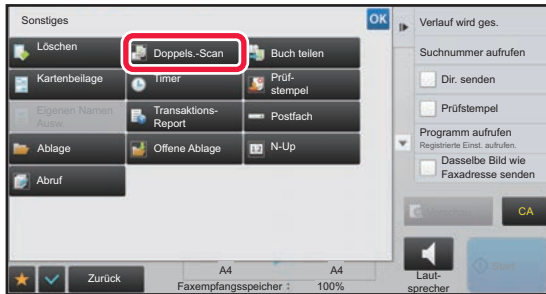 Sonstiges
OK
Verlauf wird ges.
Löschen
Doppels.-Scan
Buch teilen
Suchnummer aufrufen
Kartenbeilage
Timer
Prüf-
stempel
Dir. senden
Eigenen Namen
Ausw.
Transaktions-
Report
Postfach
Prüfstempel
Programm aufrufen
Registrierte Einst. aufrufen.
Ablage
Offene Ablage
N-Up
Dasselbe Bild wie
Faxadresse senden
Abruf
CA
Zurück
A4
A4
Faxempfangsspeicher : 100%
Laut-
sprecher
Start